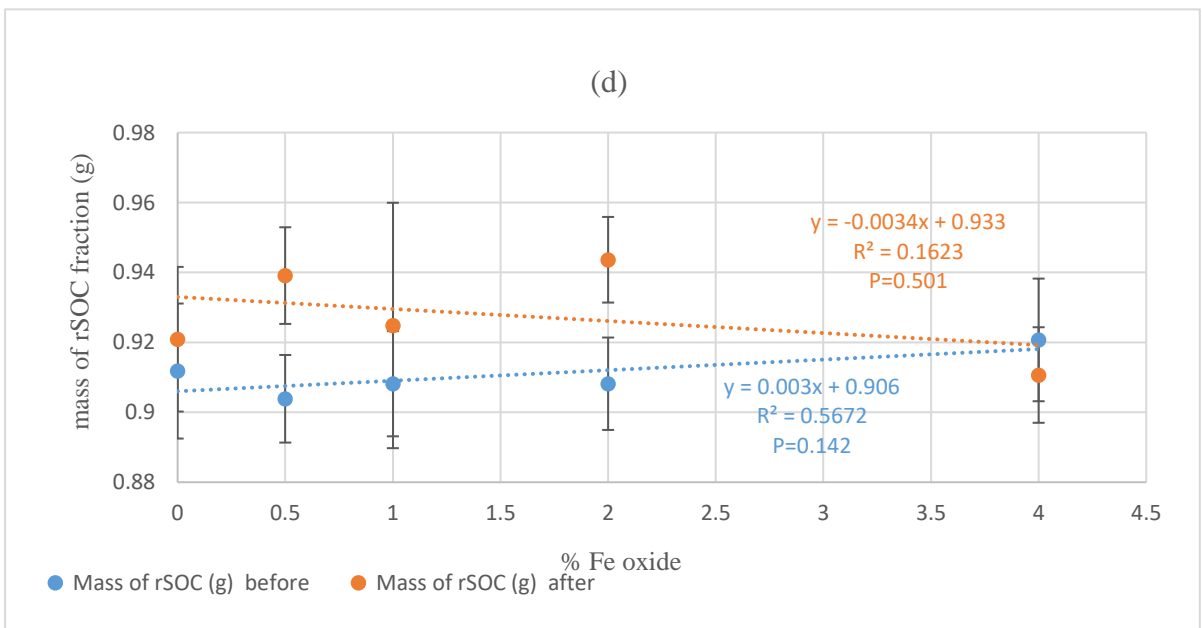 (d)
mass of rSOC fraction (g)
0.98
0.96
0.94
0.92
0.9
0.88
y = -0.0034x + 0.933
R² = 0.1623
P=0.501
y = 0.003x + 0.906
R² = 0.5672
P=0.142
0 0.5 1 1.5 2 2.5 3 3.5 4 4.5
% Fe oxide
Mass of rSOC (g) before Mass of rSOC (g) after